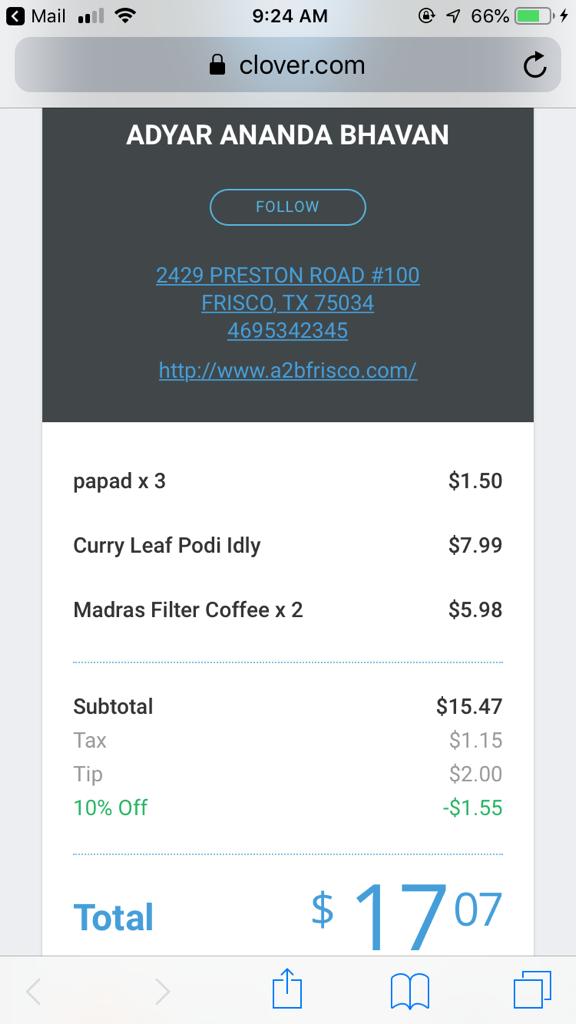 Mail 9:24 AM 66%
clover.com
ADYAR ANANDA BHAVAN
FOLLOW
2429 PRESTON ROAD #100
FRISCO, TX 75034
4695342345
http://www.a2bfrisco.com/
papad x 3 $1.50
Curry Leaf Podi Idly $7.99
Madras Filter Coffee x 2 $5.98
Subtotal $15.47
Tax $1.15
Tip $2.00
10% Off -$1.55
Total $ 17 07